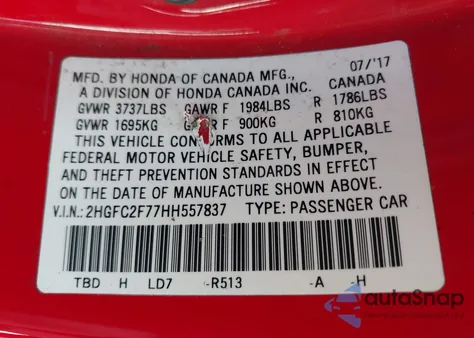 07/'17
MFD. BY HONDA OF CANADA MFG., CANADA
A DIVISION OF HONDA CANADA INC.
GVWR 3737LBS GAWR F 1984LBS R 1786LBS
GVWR 1695KG F 900KG R 810KG
THIS VEHICLE TO ALL APPLICABLE
FEDERAL MOTOR VEHICLE SAFETY, BUMPER,
AND THEFT PREVENTION STANDARDS IN EFFECT
ON THE DATE OF MANUFACTURE SHOWN ABOVE.
V.I.N.: 2HGFC2F77HH557837 TYPE: PASSENGER CAR
TBD H LD7 -R513 -A -H
autoSnap